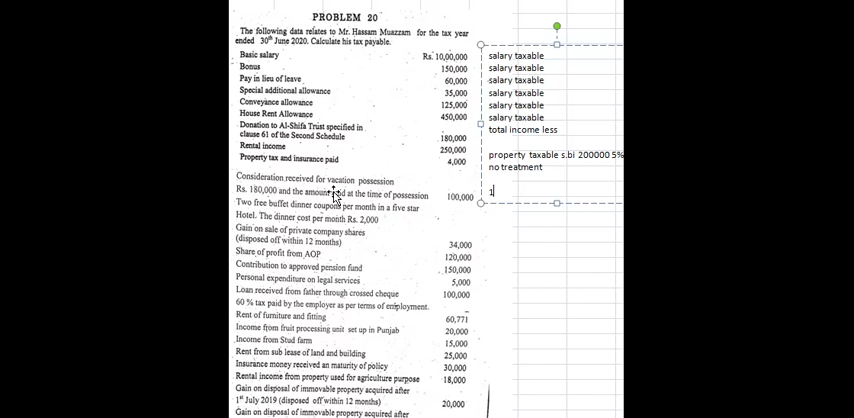 PROBLEM 20
The following data relates to Mr. Hassam Muazzam for the tax year
ended 30th June 2020. Calculate his tax payable.
Basic salary Rs. 10,00,000
Bonus 150,000
Pay in lieu of leave 60,000
Special additional allowance 35,000
Conveyance allowance 125,000
House Rent Allowance 450,000
Donation to Al-Shifa Trust specified in
clause 61 of the Second Schedule 180,000
Rental income 250,000
Property tax and insurance paid 4,000
Consideration received for vacation possession
Rs. 180,000 and the amount paid at the time of possession 100,000
Two free buffet dinner coupons per month in a five star
Hotel. The dinner cost per month Rs. 2,000
Gain on sale of private company shares
(disposed off within 12 months) 34,000
Share of profit from AOP 120,000
Contribution to approved pension fund 150,000
Personal expenditure on legal services 5,000
Loan received from father through crossed cheque 100,000
60 % tax paid by the employer as per terms of employment.
Rent of furniture and fitting 60,771
Income from fruit processing unit set up in Punjab 20,000
Income from Stud farm 15,000
Rent from sub lease of land and building 25,000
Insurance money received an maturity of policy 30,000
Rental income from property used for agriculture purpose 18,000
Gain on disposal of immovable property acquired after
1st July 2019 (disposed off within 12 months) 20,000
Gain on disposal of immovable property acquired after
salary taxable
salary taxable
salary taxable
salary taxable
salary taxable
salary taxable
total income less
property taxable s.bi 200000 5%
no treatment
1